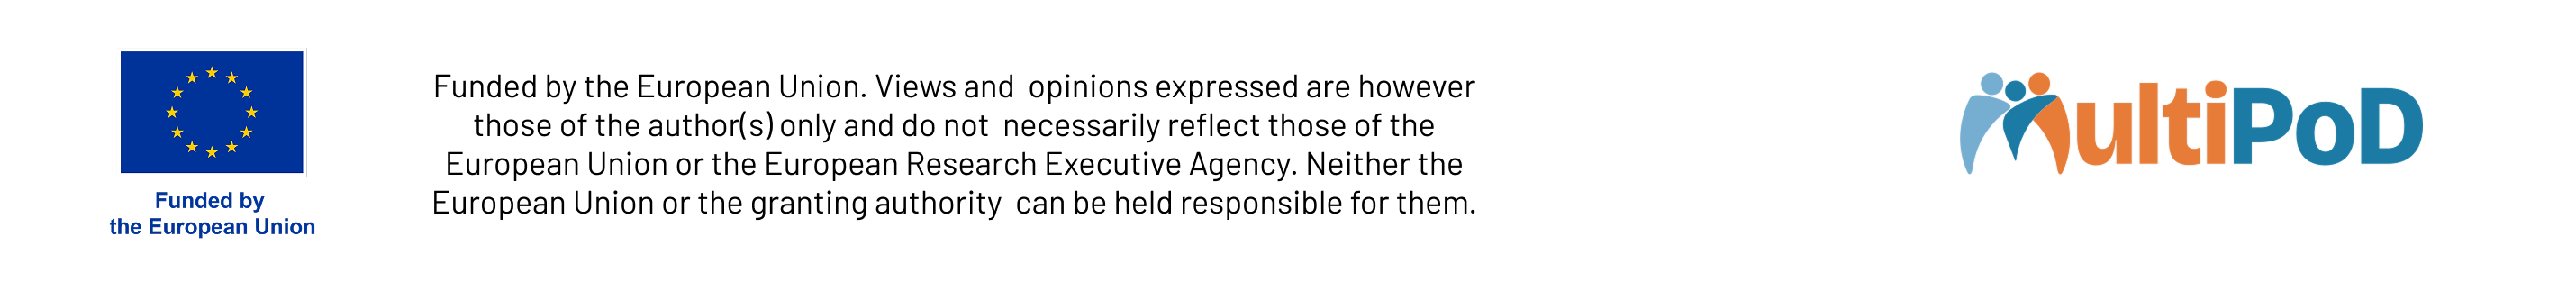 Funded by
the European Union
Funded by the European Union. Views and  opinions expressed are however
those of the author(s) only and do not  necessarily reflect those of the
European Union or the European Research Executive Agency. Neither the
European Union or the granting authority  can be held responsible for them.
MultiPoD